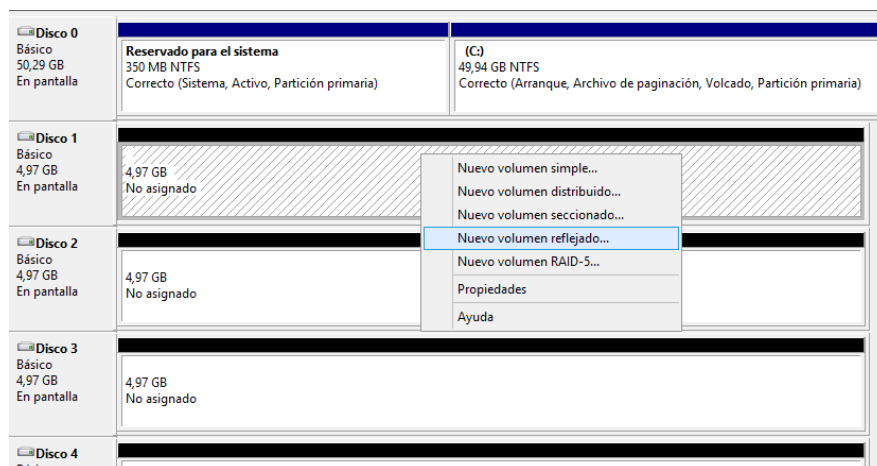 Disco 0
Básico
50,29 GB
En pantalla
Reservado para el sistema
350 MB NTFS
Correcto (Sistema, Activo, Partición primaria)
(C:)
49,94 GB NTFS
Correcto (Arranque, Archivo de paginación, Volcado, Partición primaria)
Disco 1
Básico
4,97 GB
En pantalla
4,97 GB
No asignado
Nuevo volumen simple...
Nuevo volumen distribuido...
Nuevo volumen seccionado...
Nuevo volumen reflejado...
Nuevo volumen RAID-5...
Propiedades
Ayuda
Disco 2
Básico
4,97 GB
En pantalla
4,97 GB
No asignado
Disco 3
Básico
4,97 GB
En pantalla
4,97 GB
No asignado
Disco 4